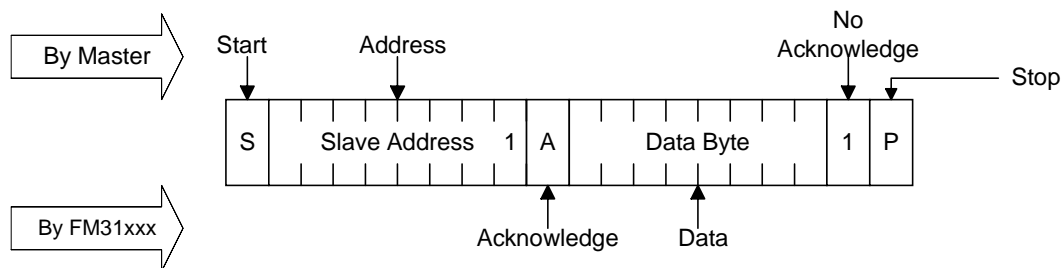 By Master
Start
Address
No
Acknowledge
Stop
S
Slave Address
1
A
Data Byte
1
P
By FM31xxx
Acknowledge
Data